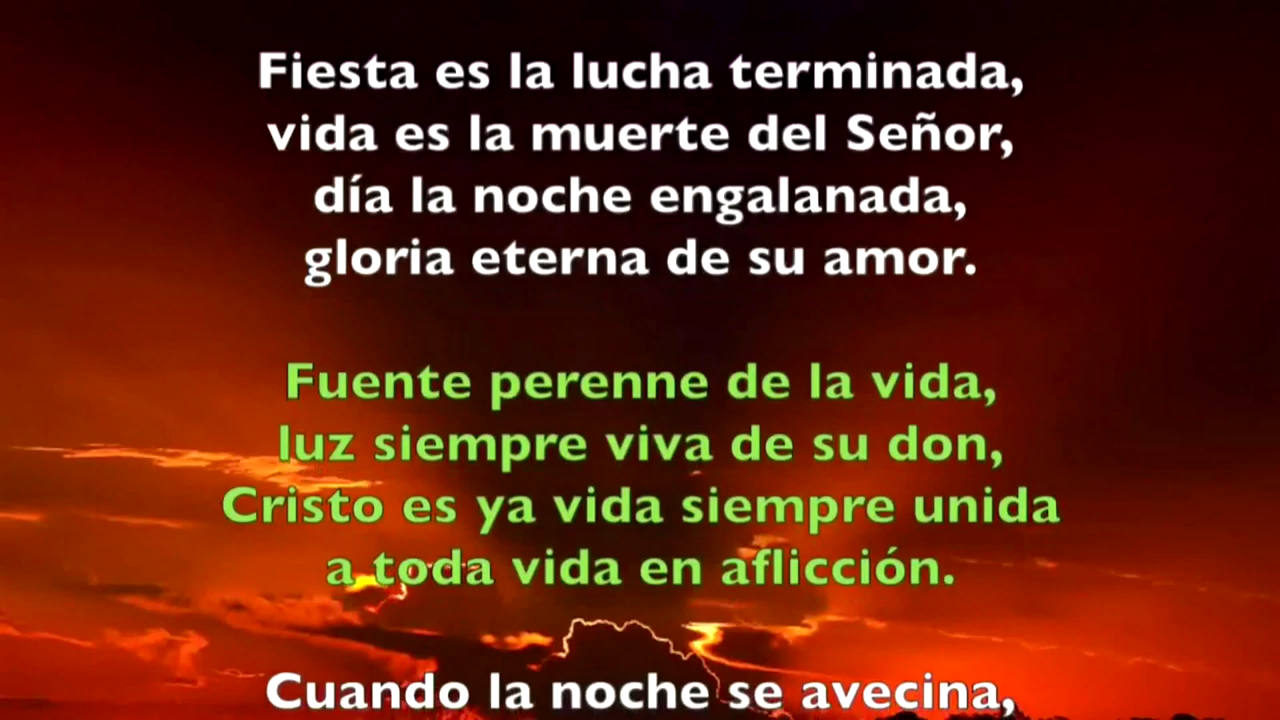 Fiesta es la lucha terminada,
vida es la muerte del Señor,
día la noche engalanada,
gloria eterna de su amor.
Fuente perenne de la vida,
luz siempre viva de su don,
Cristo es ya vida siempre unida
a toda vida en aflicción.
Cuando la noche se avecina,